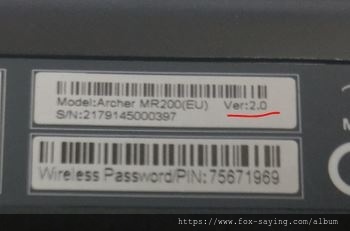 Model:Archer MR200(EU) Ver:2.0
S/N:2179145000397
Wireless Password/PIN:75671969
https://www.fox-saying.com/album